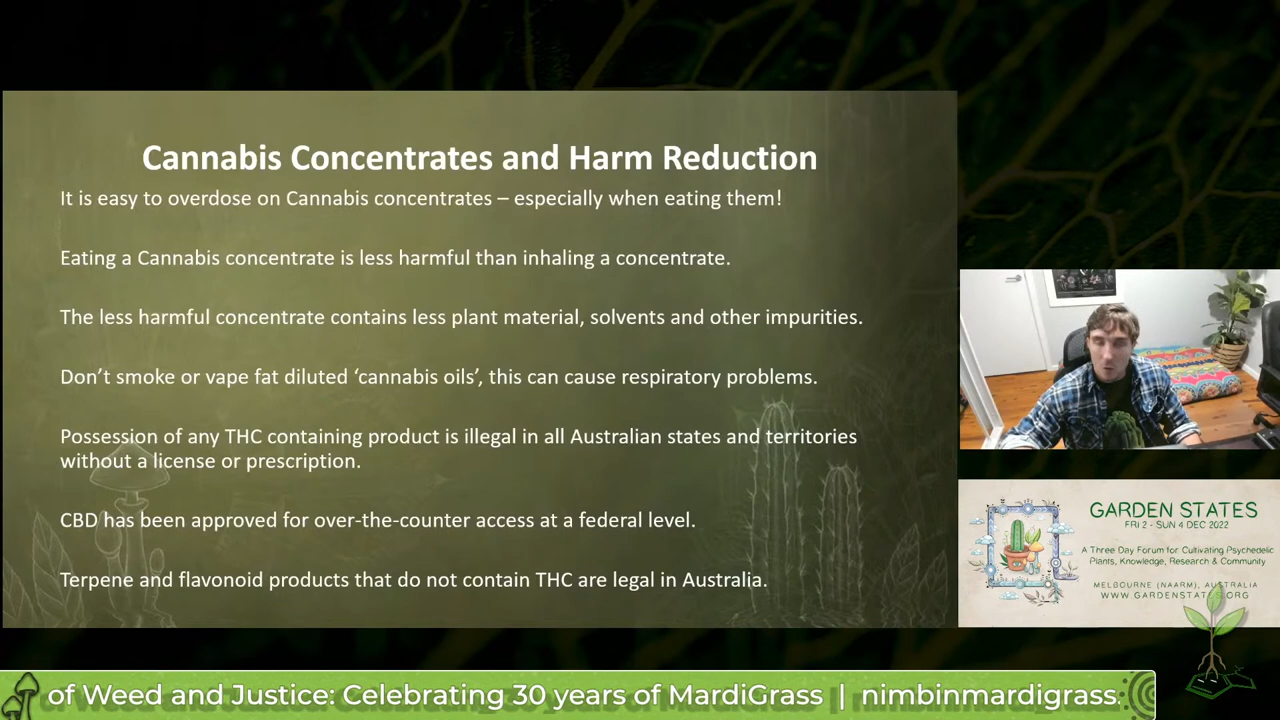 Cannabis Concentrates and Harm Reduction
It is easy to overdose on Cannabis concentrates – especially when eating them!
Eating a Cannabis concentrate is less harmful than inhaling a concentrate.
The less harmful concentrate contains less plant material, solvents and other impurities.
Don't smoke or vape fat diluted 'cannabis oils', this can cause respiratory problems.
Possession of any THC containing product is illegal in all Australian states and territories
without a license or prescription.
CBD has been approved for over-the-counter access at a federal level.
Terpene and flavonoid products that do not contain THC are legal in Australia.
GARDEN STATES
FRI 2 - SUN 4 DEC 2022
A Three Day Forum for Cultivating Psychedelic
Plants, Knowledge, Research & Community
MELBOURNE (NAARM), AUSTRALIA
WWW.GARDENSTATES.ORG
of Weed and Justice: Celebrating 30 years of MardiGrass | nimbinmardigrass.